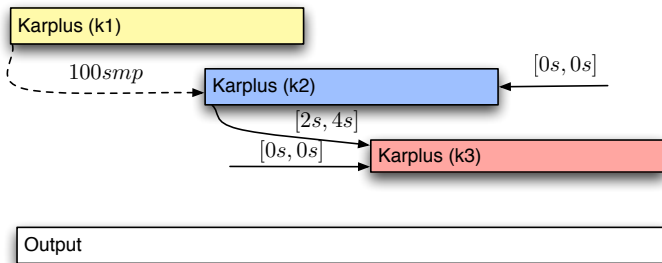 Karplus (k1)
100smp
[0s, 0s]
Karplus (k2)
[2s, 4s]
[0s, 0s]
Karplus (k3)
Output